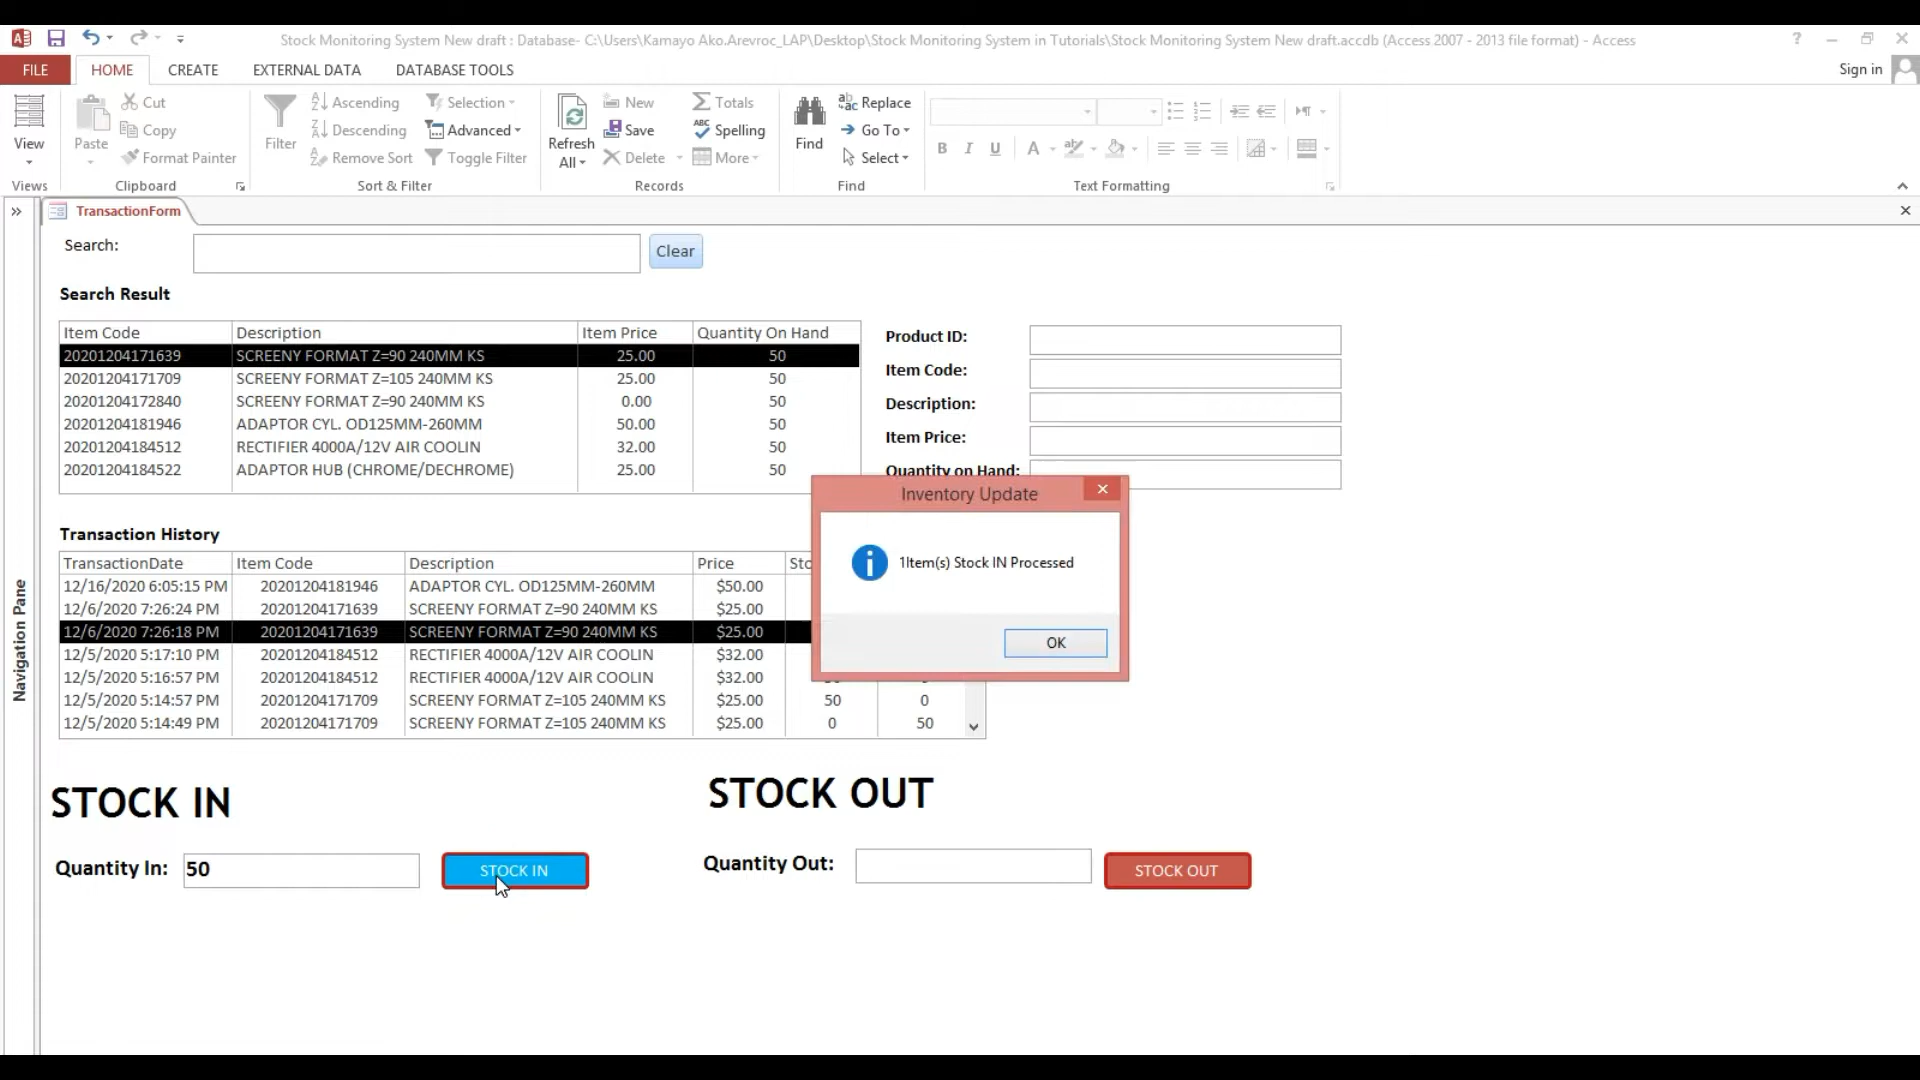 Stock Monitoring System New draft : Database- C:\Users\Kamayo Ako.Arevroc_LAP\Desktop\Stock Monitoring System in Tutorials\Stock Monitoring System New draft.accdb (Access 2007 - 2013 file format) - Access
?
FILE HOME CREATE EXTERNAL DATA DATABASE TOOLS Sign in
View
Views
Paste
Cut
Copy
Format Painter
Clipboard
Filter
Ascending
Descending
Remove Sort
Selection
Advanced
Toggle Filter
Sort & Filter
Refresh
All
New
Save
Delete
Totals
Spelling
More
Records
Find
Replace
Go To
Select
Find
B I U A
Text Formatting
TransactionForm
Navigation Pane
Search: Clear
Search Result
Item Code Description Item Price Quantity On Hand
20201204171639 SCREENY FORMAT Z=90 240MM KS 25.00 50
20201204171709 SCREENY FORMAT Z=105 240MM KS 25.00 50
20201204172840 SCREENY FORMAT Z=90 240MM KS 0.00 50
20201204181946 ADAPTOR CYL. OD125MM-260MM 50.00 50
20201204184512 RECTIFIER 4000A/12V AIR COOLIN 32.00 50
20201204184522 ADAPTOR HUB (CHROME/DECHROME) 25.00 50
Product ID:
Item Code:
Description:
Item Price:
Quantity on Hand:
Inventory Update
1Item(s) Stock IN Processed
OK
Transaction History
TransactionDate Item Code Description Price Sto
12/16/2020 6:05:15 PM 20201204181946 ADAPTOR CYL. OD125MM-260MM $50.00
12/6/2020 7:26:24 PM 20201204171639 SCREENY FORMAT Z=90 240MM KS $25.00
12/6/2020 7:26:18 PM 20201204171639 SCREENY FORMAT Z=90 240MM KS $25.00
12/5/2020 5:17:10 PM 20201204184512 RECTIFIER 4000A/12V AIR COOLIN $32.00
12/5/2020 5:16:57 PM 20201204184512 RECTIFIER 4000A/12V AIR COOLIN $32.00
12/5/2020 5:14:57 PM 20201204171709 SCREENY FORMAT Z=105 240MM KS $25.00 50 0
12/5/2020 5:14:49 PM 20201204171709 SCREENY FORMAT Z=105 240MM KS $25.00 0 50
STOCK IN
Quantity In: 50 STOCK IN
STOCK OUT
Quantity Out: STOCK OUT